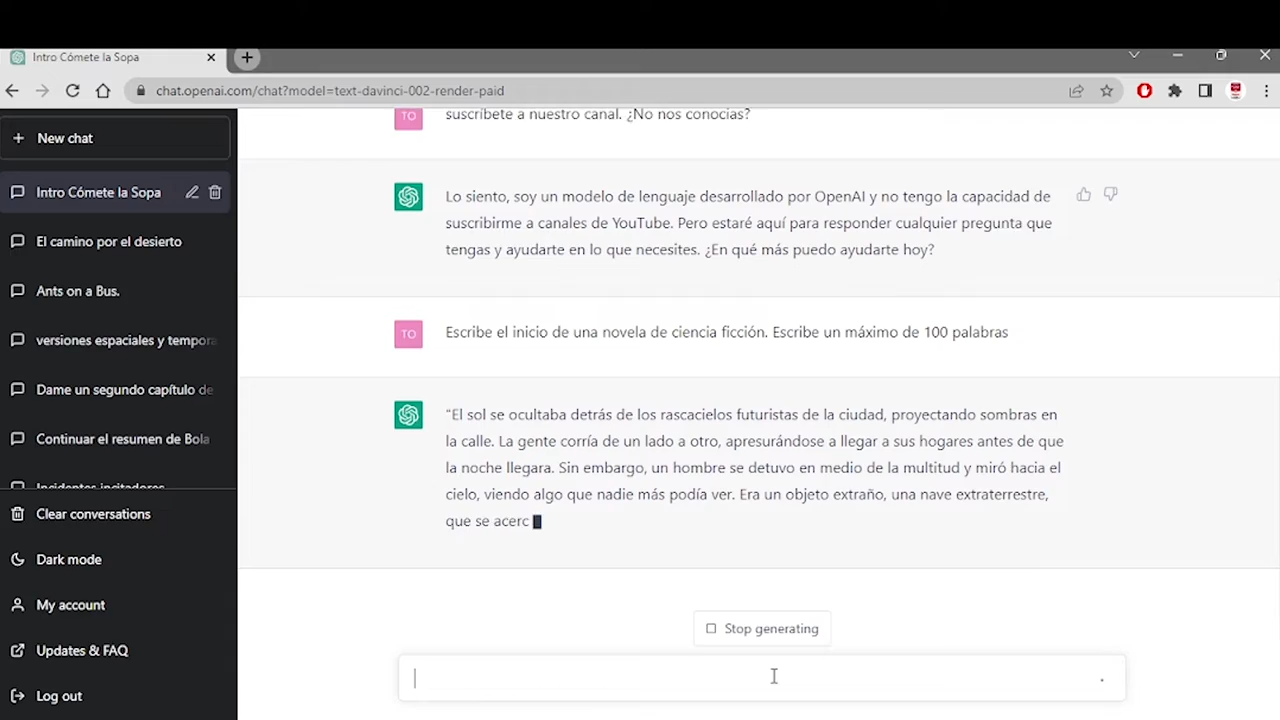 Intro Cómete la Sopa
chat.openai.com/chat?model=text-davinci-002-render-paid
New chat
Intro Cómete la Sopa
El camino por el desierto
Ants on a Bus.
versiones espaciales y tempora
Dame un segundo capítulo de
Continuar el resumen de Bola
Incidentes incitadores
Clear conversations
Dark mode
My account
Updates & FAQ
Log out
TO
suscríbete a nuestro canal. ¿No nos conocias?
Lo siento, soy un modelo de lenguaje desarrollado por OpenAI y no tengo la capacidad de
suscribirme a canales de YouTube. Pero estaré aquí para responder cualquier pregunta que
tengas y ayudarte en lo que necesites. ¿En qué más puedo ayudarte hoy?
TO
Escribe el inicio de una novela de ciencia ficción. Escribe un máximo de 100 palabras
"El sol se ocultaba detrás de los rascacielos futuristas de la ciudad, proyectando sombras en
la calle. La gente corría de un lado a otro, apresurándose a llegar a sus hogares antes de que
la noche llegara. Sin embargo, un hombre se detuvo en medio de la multitud y miró hacia el
cielo, viendo algo que nadie más podía ver. Era un objeto extraño, una nave extraterrestre,
que se acerc
Stop generating